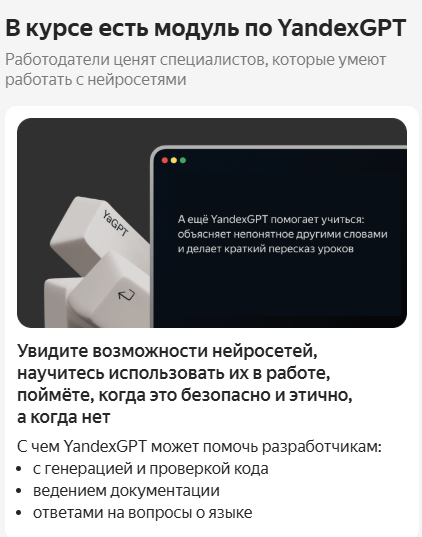 В курсе есть модуль по YandexGPT
Работодатели ценят специалистов, которые умеют
работать с нейросетями
YaGPT
А ещё YandexGPT помогает учиться:
объясняет непонятное другими словами
и делает краткий пересказ уроков
Увидите возможности нейросетей,
научитесь использовать их в работе,
поймёте, когда это безопасно и этично,
а когда нет
С чем YandexGPT может помочь разработчикам:
• с генерацией и проверкой кода
• ведением документации
• ответами на вопросы о языке